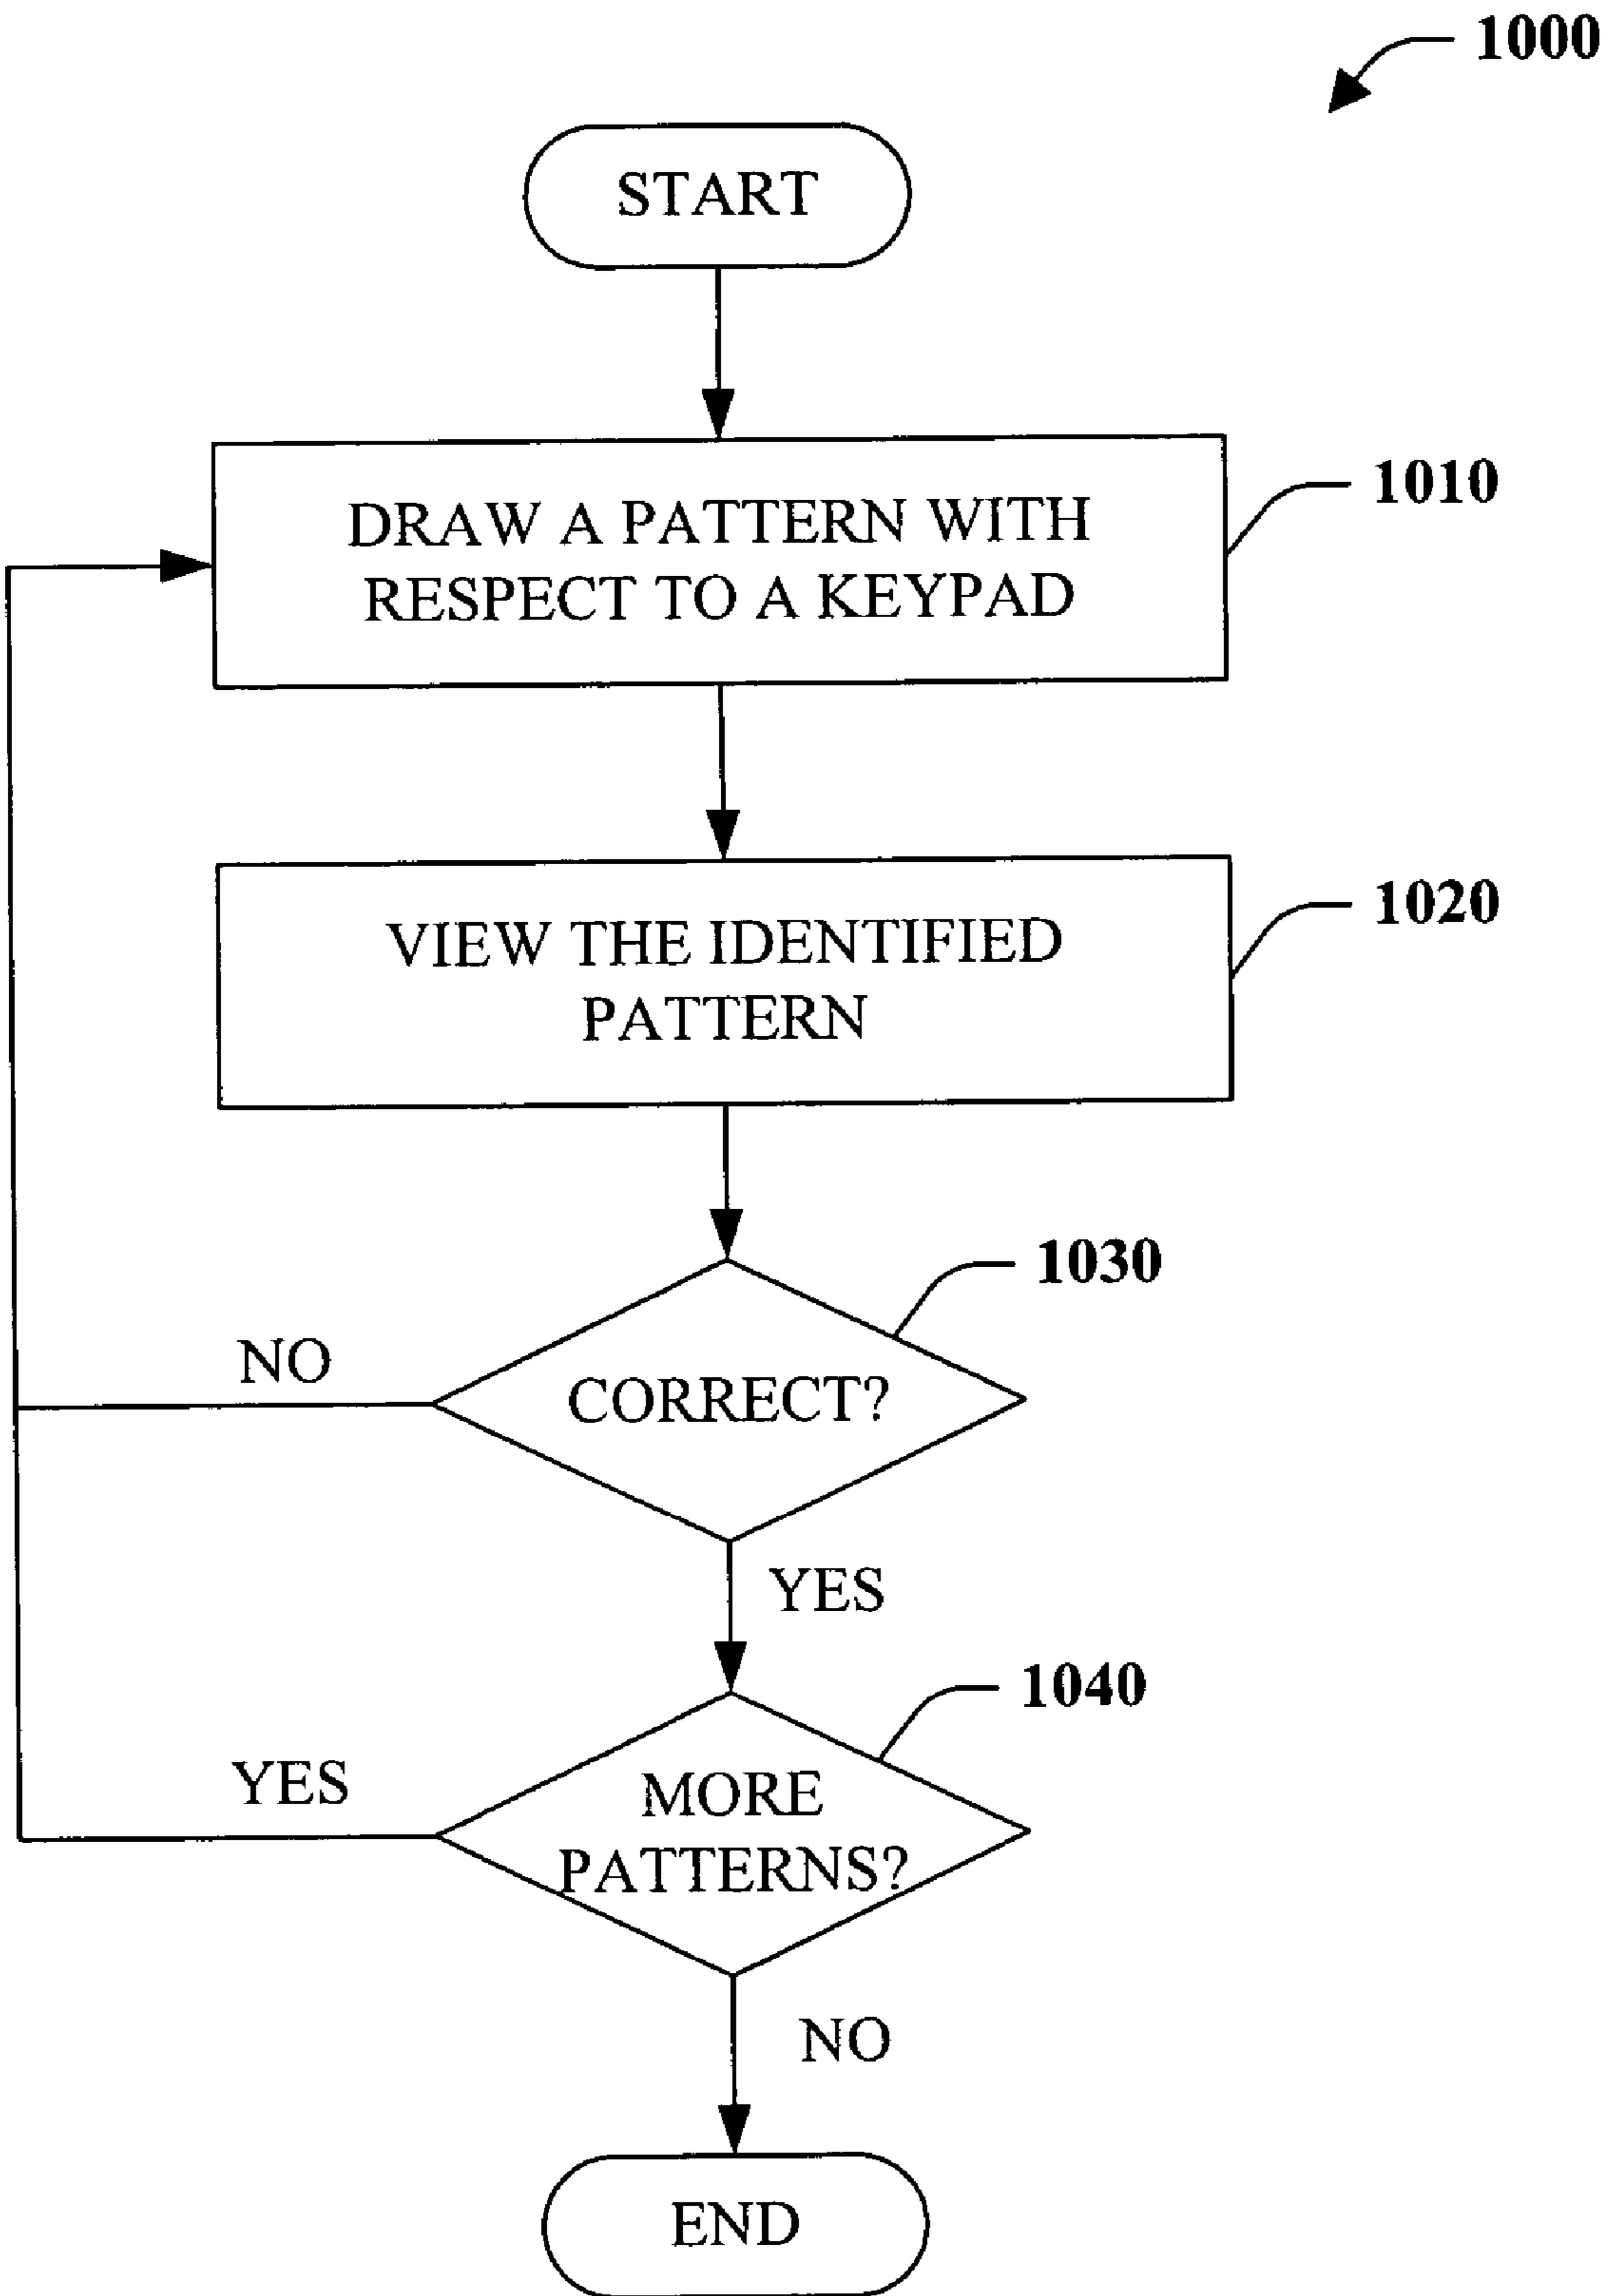 1000
START
DRAW A PATTERN WITH
RESPECT TO A KEYPAD
1010
VIEW THE IDENTIFIED
PATTERN
1020
1030
NO
CORRECT?
YES
1040
YES
MORE
PATTERNS?
NO
END